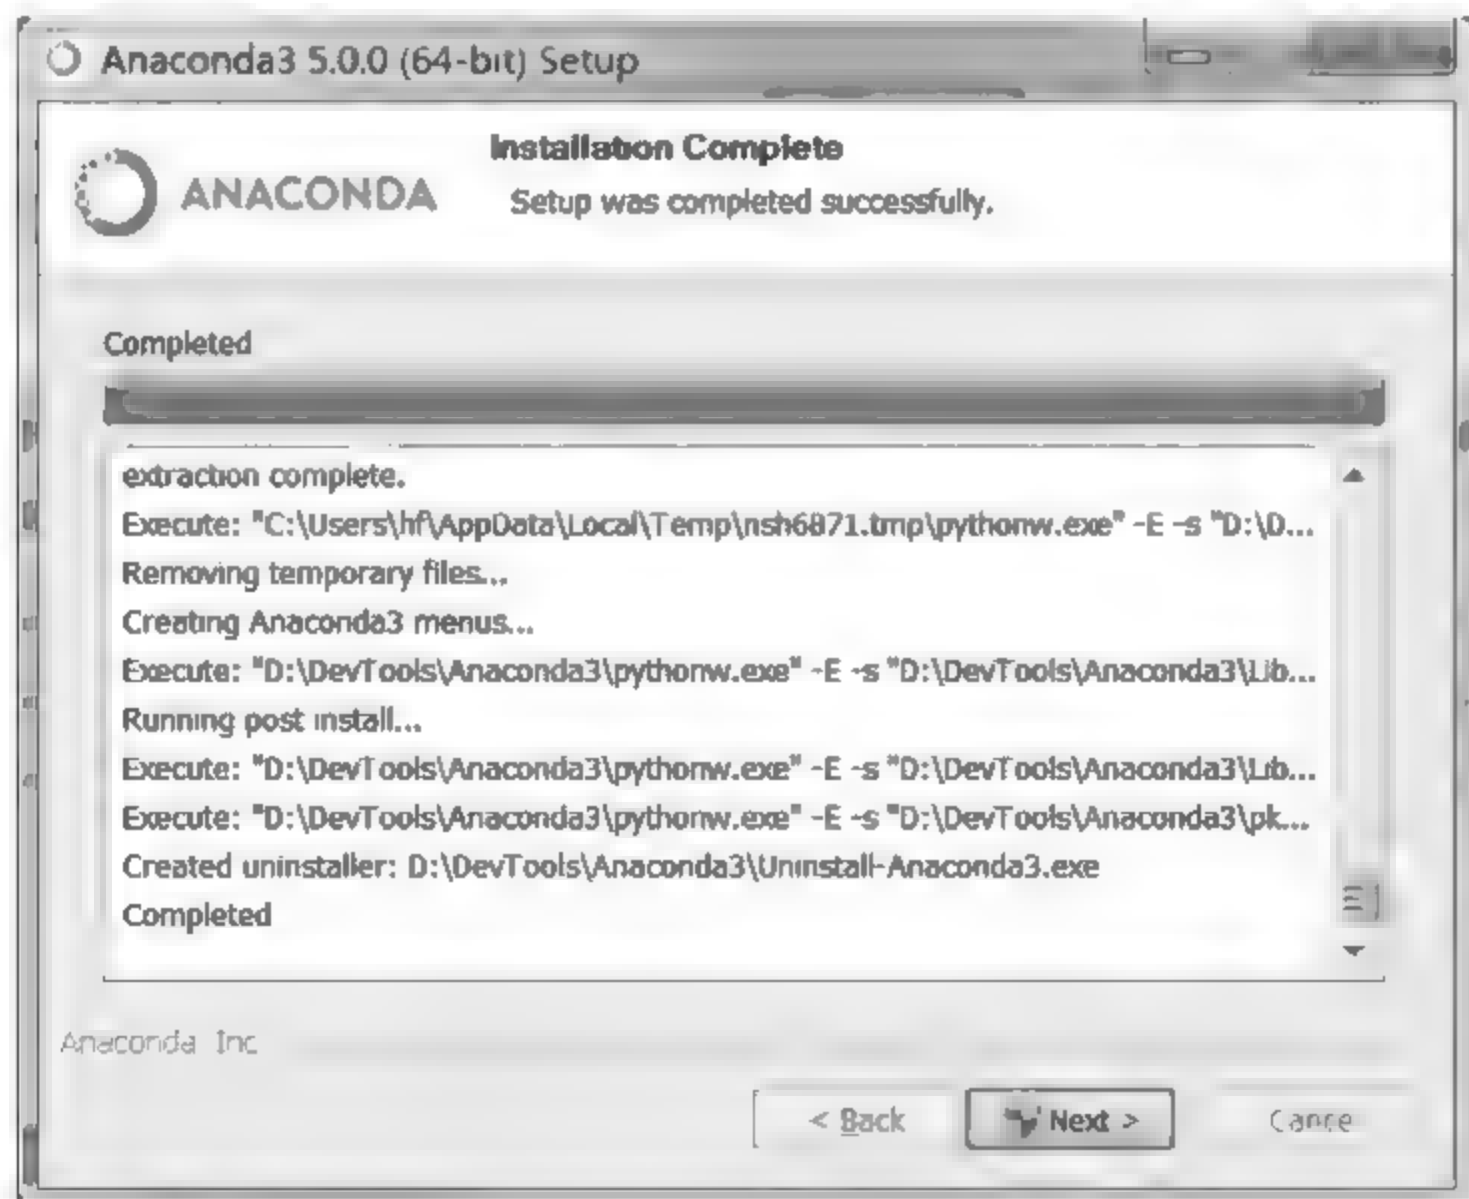 Anaconda3 5.0.0 (64-bit) Setup
Installation Complete
ANACONDA
Setup was completed successfully.
Completed
extraction complete.
Execute: "C:\Users\hf\AppData\Local\Temp\nsh6871.tmp\pythonw.exe" -E -s "D:\D...
Removing temporary files...
Creating Anaconda3 menus...
Execute: "D:\DevTools\Anaconda3\pythonw.exe" -E -s "D:\DevTools\Anaconda3\Lib...
Running post install...
Execute: "D:\DevTools\Anaconda3\pythonw.exe" -E -s "D:\DevTools\Anaconda3\Lib...
Execute: "D:\DevTools\Anaconda3\pythonw.exe" -E -s "D:\DevTools\Anaconda3\pk...
Created uninstaller: D:\DevTools\Anaconda3\Uninstall-Anaconda3.exe
Completed
Anaconda Inc
< Back
Next >
Cancel